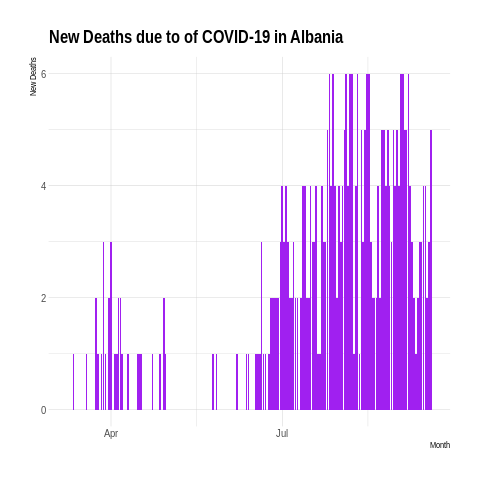 New Deaths due to of COVID-19 in Albania
New Deaths
6
4
2
0
Apr
Jul
Month